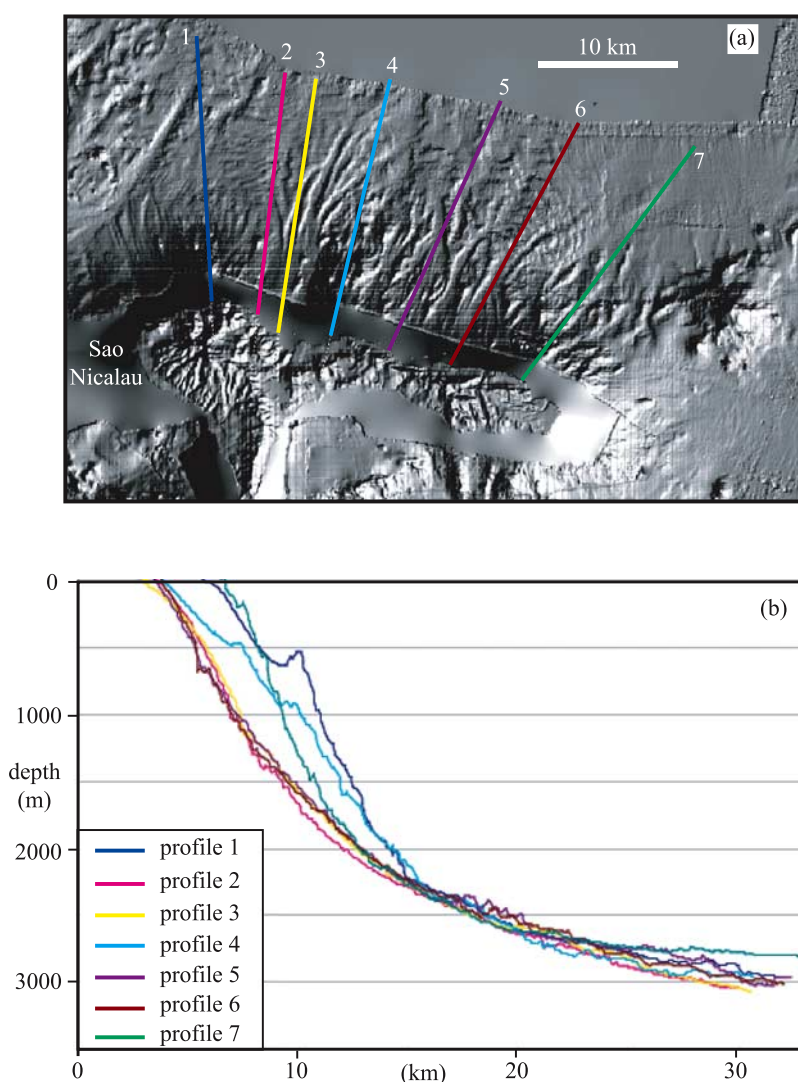 (a)
10 km
1
2
3
4
5
6
7
Sao
Nicalau
(b)
0
1000
depth
(m)
2000
3000
profile 1
profile 2
profile 3
profile 4
profile 5
profile 6
profile 7
0
10
(km)
20
30